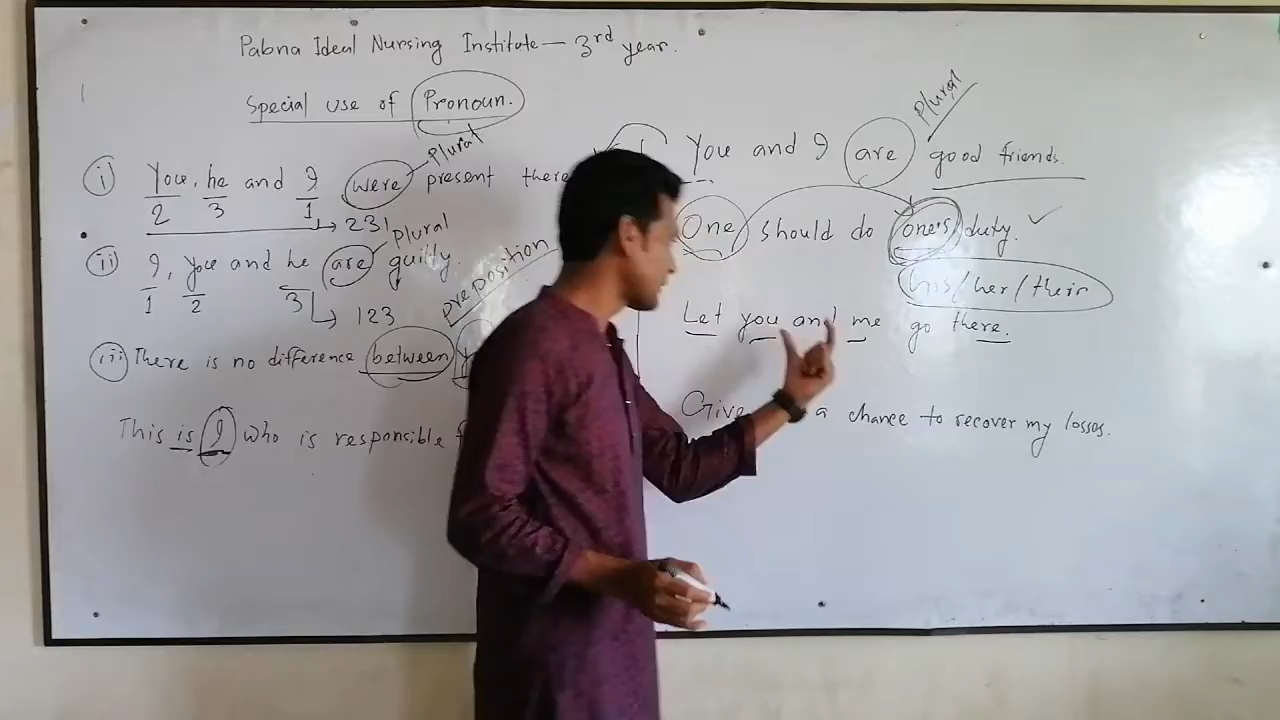 Pabna Ideal Nursing Institute — 3rd year.
Special use of Pronoun.
i) You, he and I were present there
Plural
2 3 1 → 231
ii) I, you and he are guilty.
Plural
1 2 3 → 123
iii) There is no difference between
preposition
This is I who is responsible
You and I are good friends.
Plural
One should do one's duty. ✓
his/her/their
Let you and me go there.
Give a chance to recover my losses.